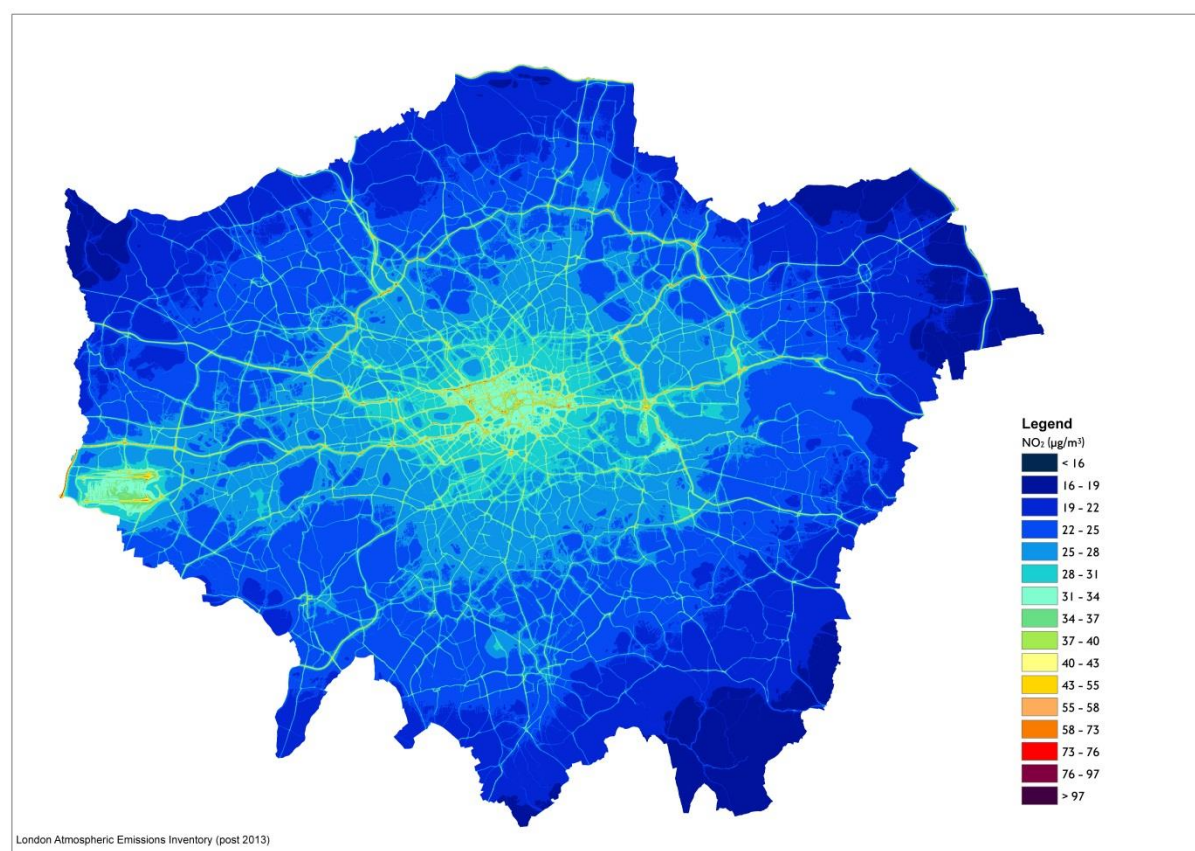 Legend
NO₂ (µg/m³)
< 16
16 - 19
19 - 22
22 - 25
25 - 28
28 - 31
31 - 34
34 - 37
37 - 40
40 - 43
43 - 55
55 - 58
58 - 73
73 - 76
76 - 97
> 97
London Atmospheric Emissions Inventory (post 2013)